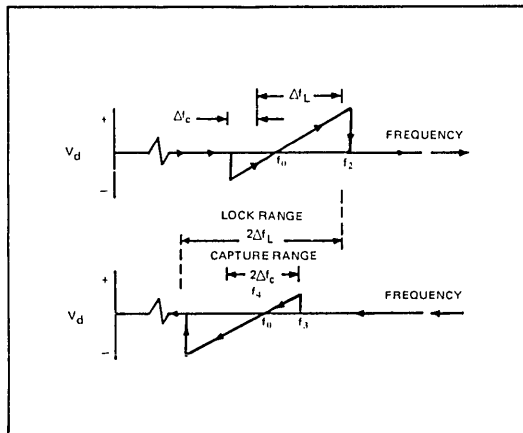 Δf_L
Δf_c
+
V_d
−
FREQUENCY
f_0
f_2
LOCK RANGE
2Δf_L
CAPTURE RANGE
2Δf_c
f_4
+
V_d
−
FREQUENCY
f_0
f_3